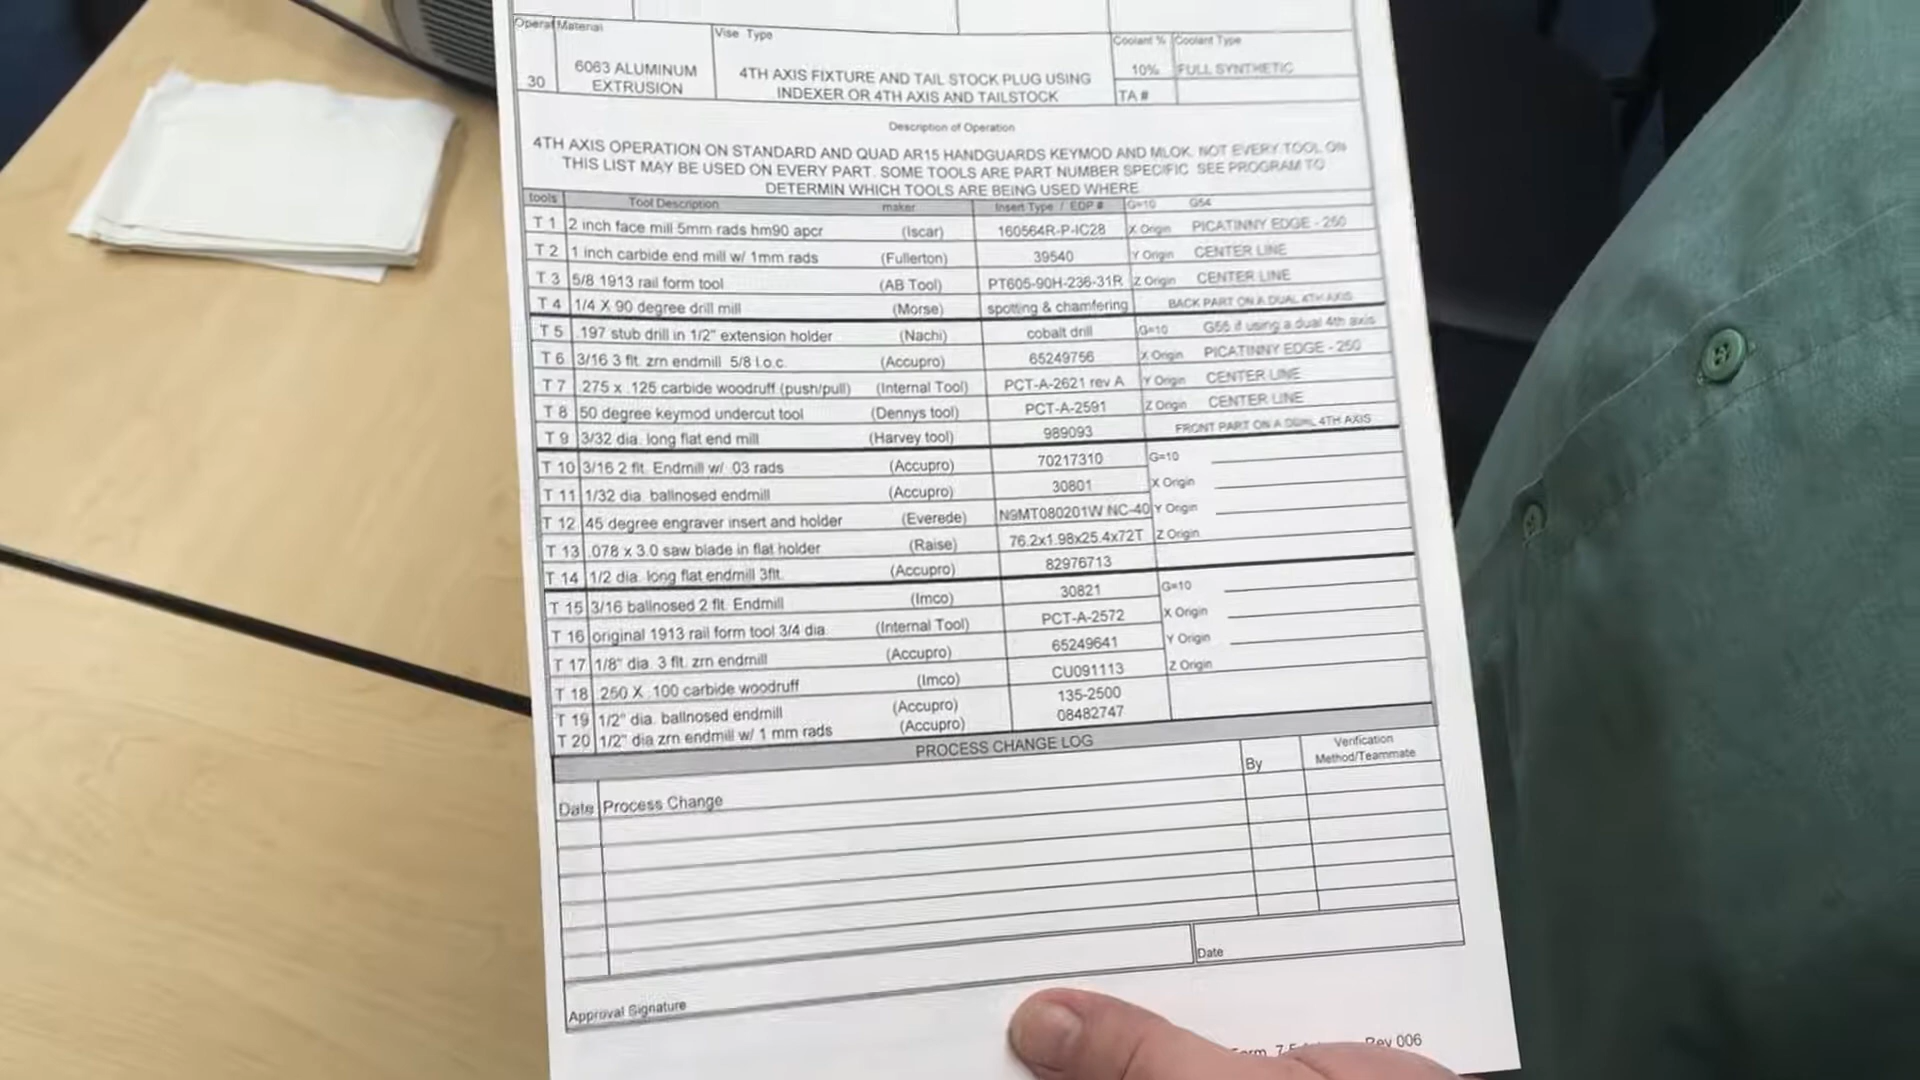 Operat Material
Vise Type
Coolant % Coolant Type
30
6063 ALUMINUM
EXTRUSION
4TH AXIS FIXTURE AND TAIL STOCK PLUG USING
INDEXER OR 4TH AXIS AND TAILSTOCK
10% FULL SYNTHETIC
TA #
Description of Operation
4TH AXIS OPERATION ON STANDARD AND QUAD AR15 HANDGUARDS KEYMOD AND MLOK. NOT EVERY TOOL ON
THIS LIST MAY BE USED ON EVERY PART. SOME TOOLS ARE PART NUMBER SPECIFIC SEE PROGRAM TO
DETERMIN WHICH TOOLS ARE BEING USED WHERE
tools Tool Description maker Insert Type / EDP # G=10 G54
T 1 2 inch face mill 5mm rads hm90 apcr (Iscar) 160564R-P-IC28 X Origin PICATINNY EDGE - 250
T 2 1 inch carbide end mill w/ 1mm rads (Fullerton) 39540 Y Origin CENTER LINE
T 3 5/8 1913 rail form tool (AB Tool) PT605-90H-236-31R Z Origin CENTER LINE
T 4 1/4 X 90 degree drill mill (Morse) spotting & chamfering BACK PART ON A DUAL 4TH AXIS
T 5 .197 stub drill in 1/2" extension holder (Nachi) cobalt drill G=10 G55 if using a dual 4th axis
T 6 3/16 3 flt. zrn endmill 5/8 l.o.c. (Accupro) 65249756 X Origin PICATINNY EDGE - 250
T 7 .275 x .125 carbide woodruff (push/pull) (Internal Tool) PCT-A-2621 rev A Y Origin CENTER LINE
T 8 50 degree keymod undercut tool (Dennys tool) PCT-A-2591 Z Origin CENTER LINE
T 9 3/32 dia. long flat end mill (Harvey tool) 989093 FRONT PART ON A DUAL 4TH AXIS
T 10 3/16 2 flt. Endmill w/ .03 rads (Accupro) 70217310 G=10
T 11 1/32 dia. ballnosed endmill (Accupro) 30801 X Origin
T 12 45 degree engraver insert and holder (Everede) N9MT080201W NC-40 Y Origin
T 13 .078 x 3.0 saw blade in flat holder (Raise) 76.2x1.98x25.4x72T Z Origin
T 14 1/2 dia. long flat endmill 3flt. (Accupro) 82976713
T 15 3/16 ballnosed 2 flt. Endmill (Imco) 30821 G=10
T 16 original 1913 rail form tool 3/4 dia. (Internal Tool) PCT-A-2572 X Origin
T 17 1/8" dia. 3 flt. zrn endmill (Accupro) 65249641 Y Origin
T 18 .250 X .100 carbide woodruff (Imco) CU091113 Z Origin
T 19 1/2" dia. ballnosed endmill (Accupro) 135-2500
T 20 1/2" dia zrn endmill w/ 1 mm rads (Accupro) 08482747
PROCESS CHANGE LOG
Date Process Change By Verification
Method/Teammate
Approval Signature
Date
Rev 006